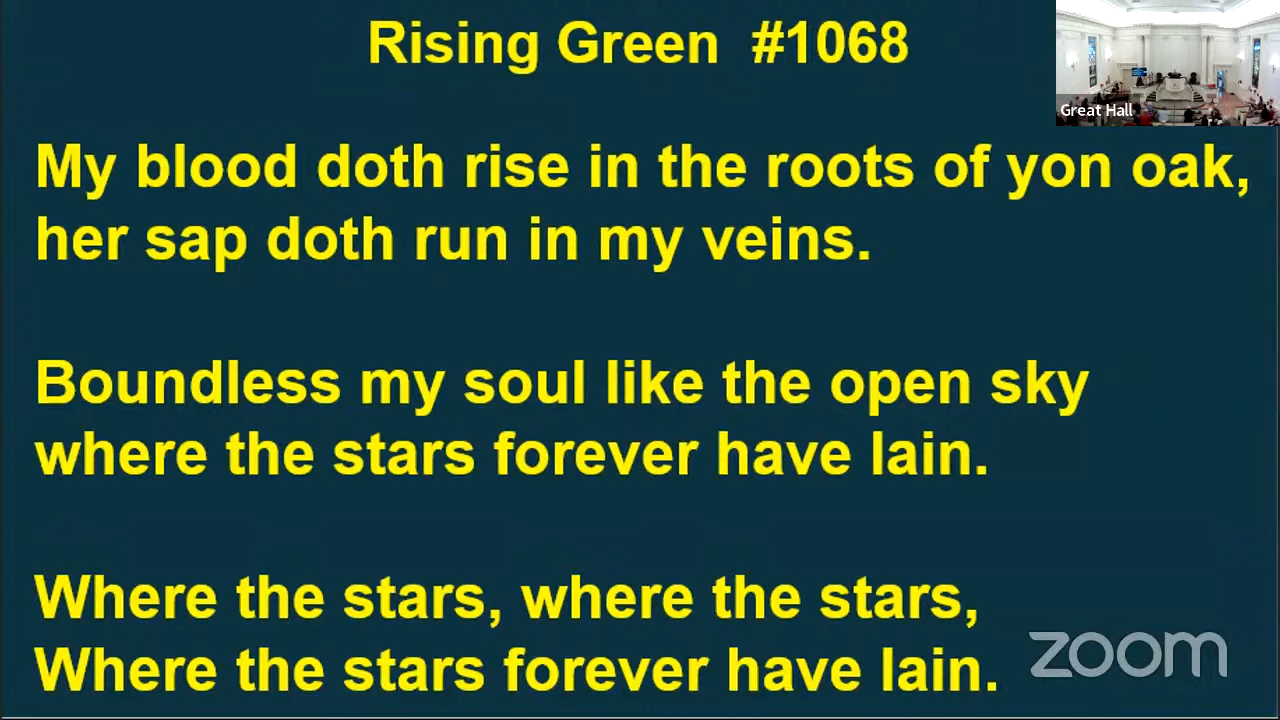 Rising Green #1068
Great Hall
My blood doth rise in the roots of yon oak,
her sap doth run in my veins.
Boundless my soul like the open sky
where the stars forever have lain.
Where the stars, where the stars,
Where the stars forever have lain.
zoom